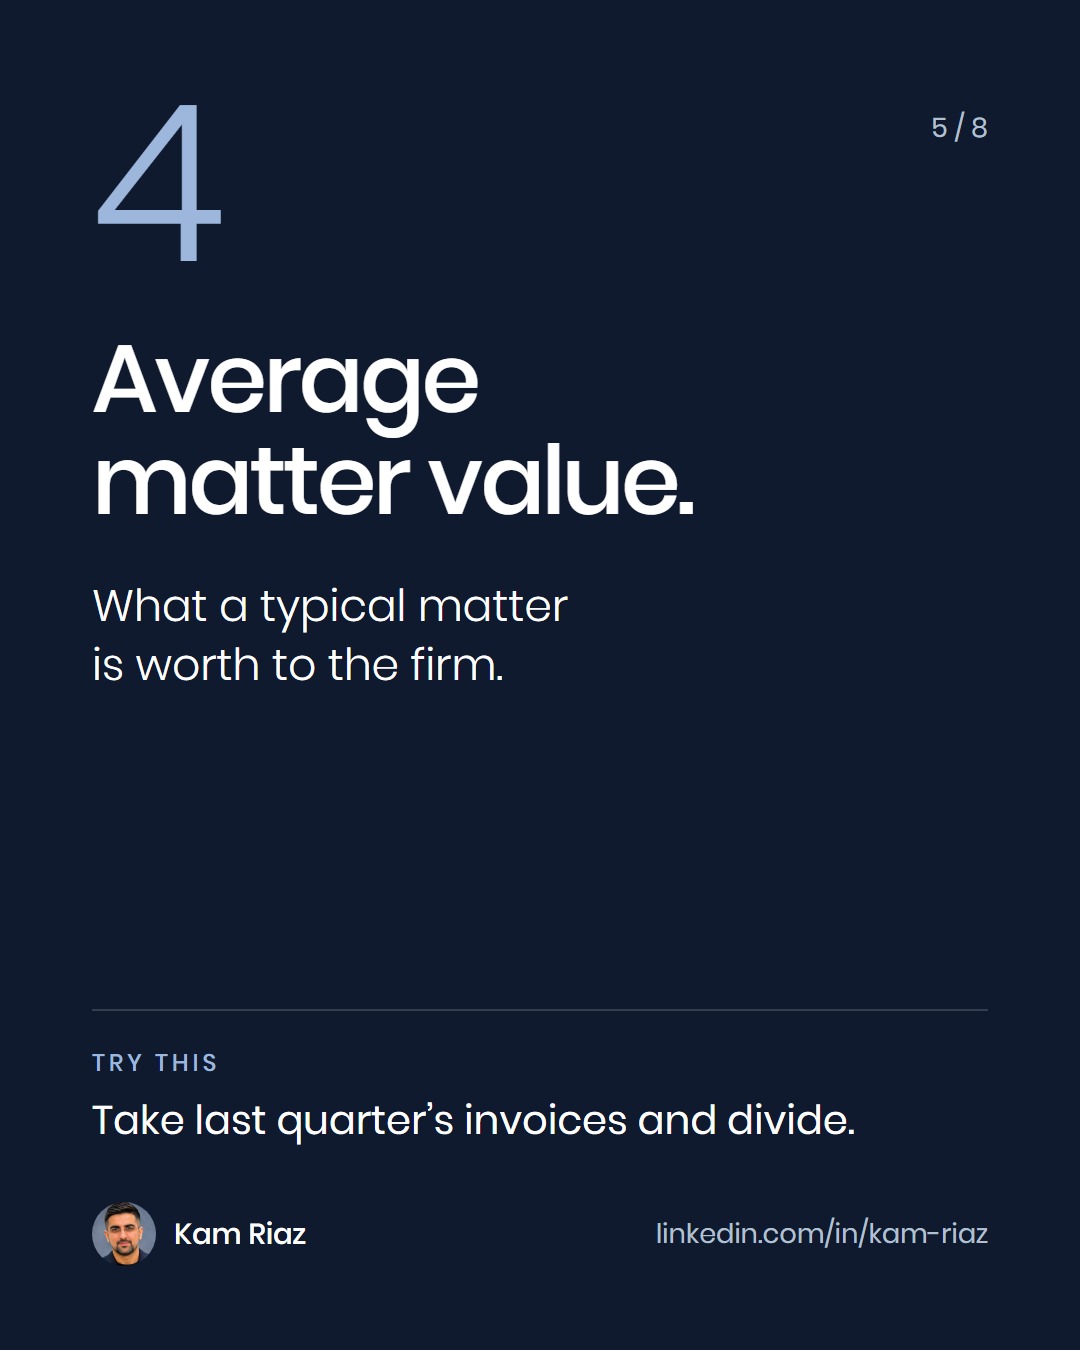 4
5 / 8
Average
matter value.
What a typical matter
is worth to the firm.
TRY THIS
Take last quarter’s invoices and divide.
Kam Riaz
linkedin.com/in/kam-riaz